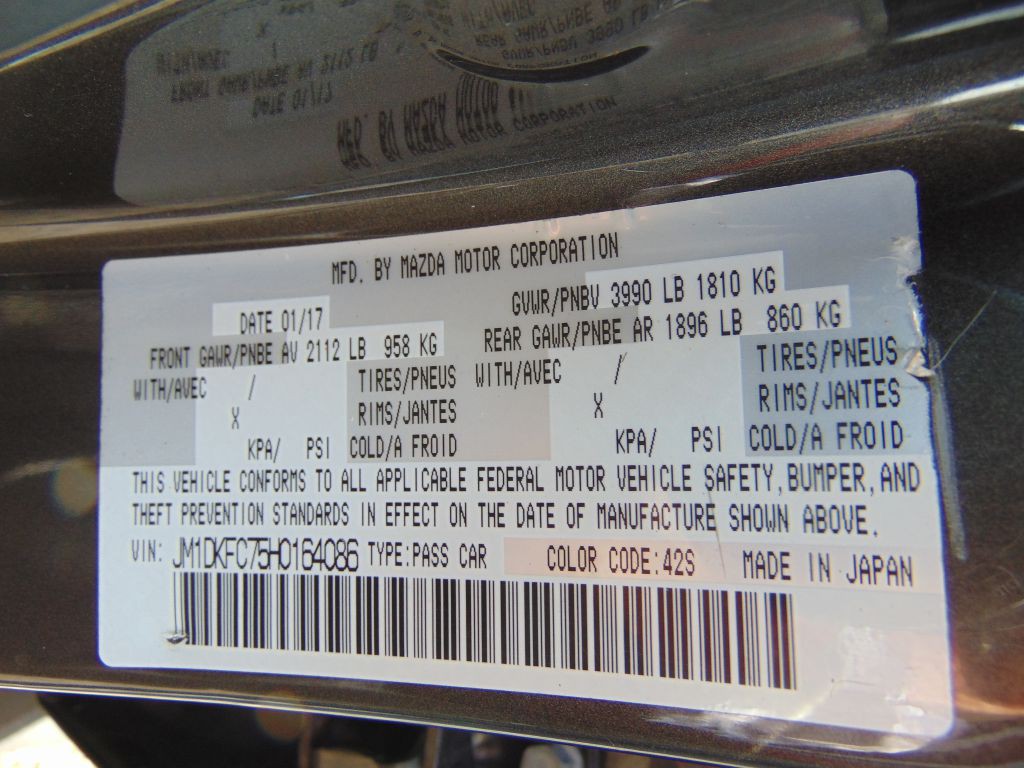 MFD. BY MAZDA MOTOR CORPORATION
DATE 01/17 GVWR/PNBV 3990 LB 1810 KG
FRONT GAWR/PNBE AV 2112 LB 958 KG REAR GAWR/PNBE AR 1896 LB 860 KG
WITH/AVEC / TIRES/PNEUS WITH/AVEC / TIRES/PNEUS
X RIMS/JANTES X RIMS/JANTES
KPA/ PSI COLD/A FROID KPA/ PSI COLD/A FROID
THIS VEHICLE CONFORMS TO ALL APPLICABLE FEDERAL MOTOR VEHICLE SAFETY, BUMPER, AND
THEFT PREVENTION STANDARDS IN EFFECT ON THE DATE OF MANUFACTURE SHOWN ABOVE.
VIN: JM1DKFC75H0164086 TYPE:PASS CAR COLOR CODE:42S MADE IN JAPAN